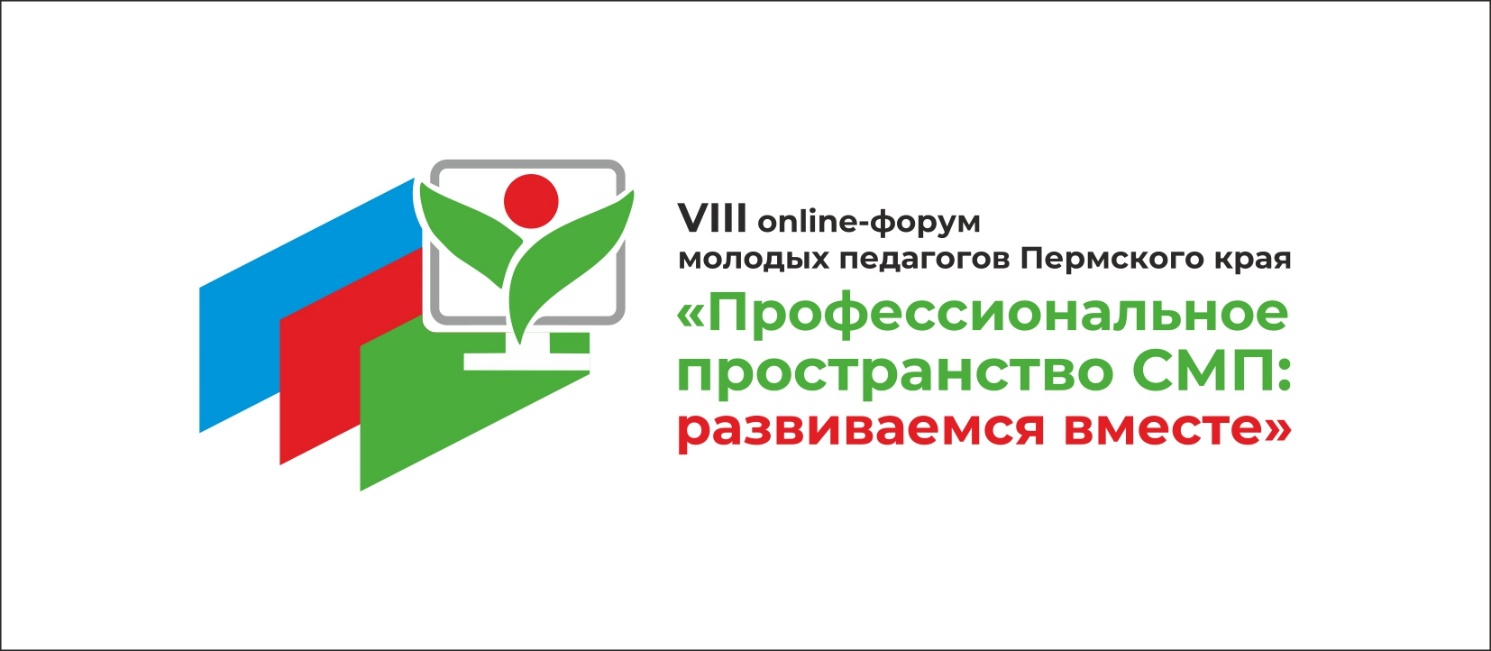 VIII online-форум
молодых педагогов Пермского края
«Профессиональное
пространство СМП:
развиваемся вместе»